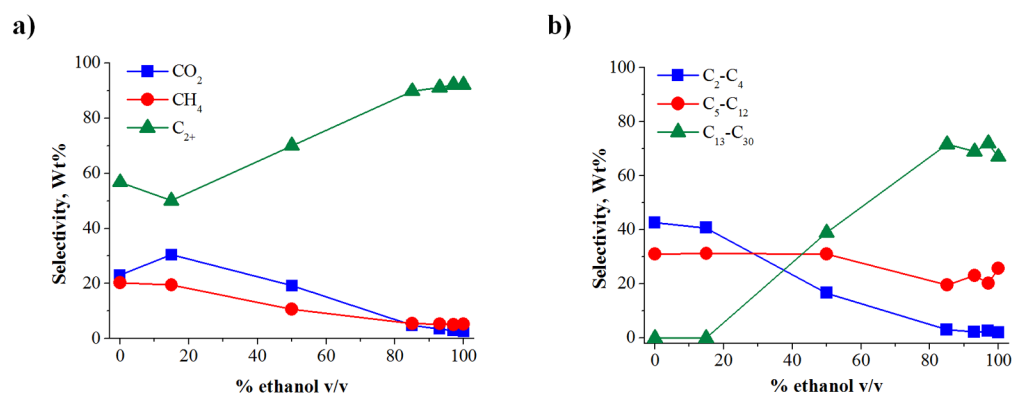 a)
100
80
60
40
20
0
Selectivity, Wt%
CO₂
CH₄
C₂₊
0 20 40 60 80 100
% ethanol v/v
b)
100
80
60
40
20
0
Selectivity, Wt%
C₂-C₄
C₅-C₁₂
C₁₃-C₃₀
0 20 40 60 80 100
% ethanol v/v